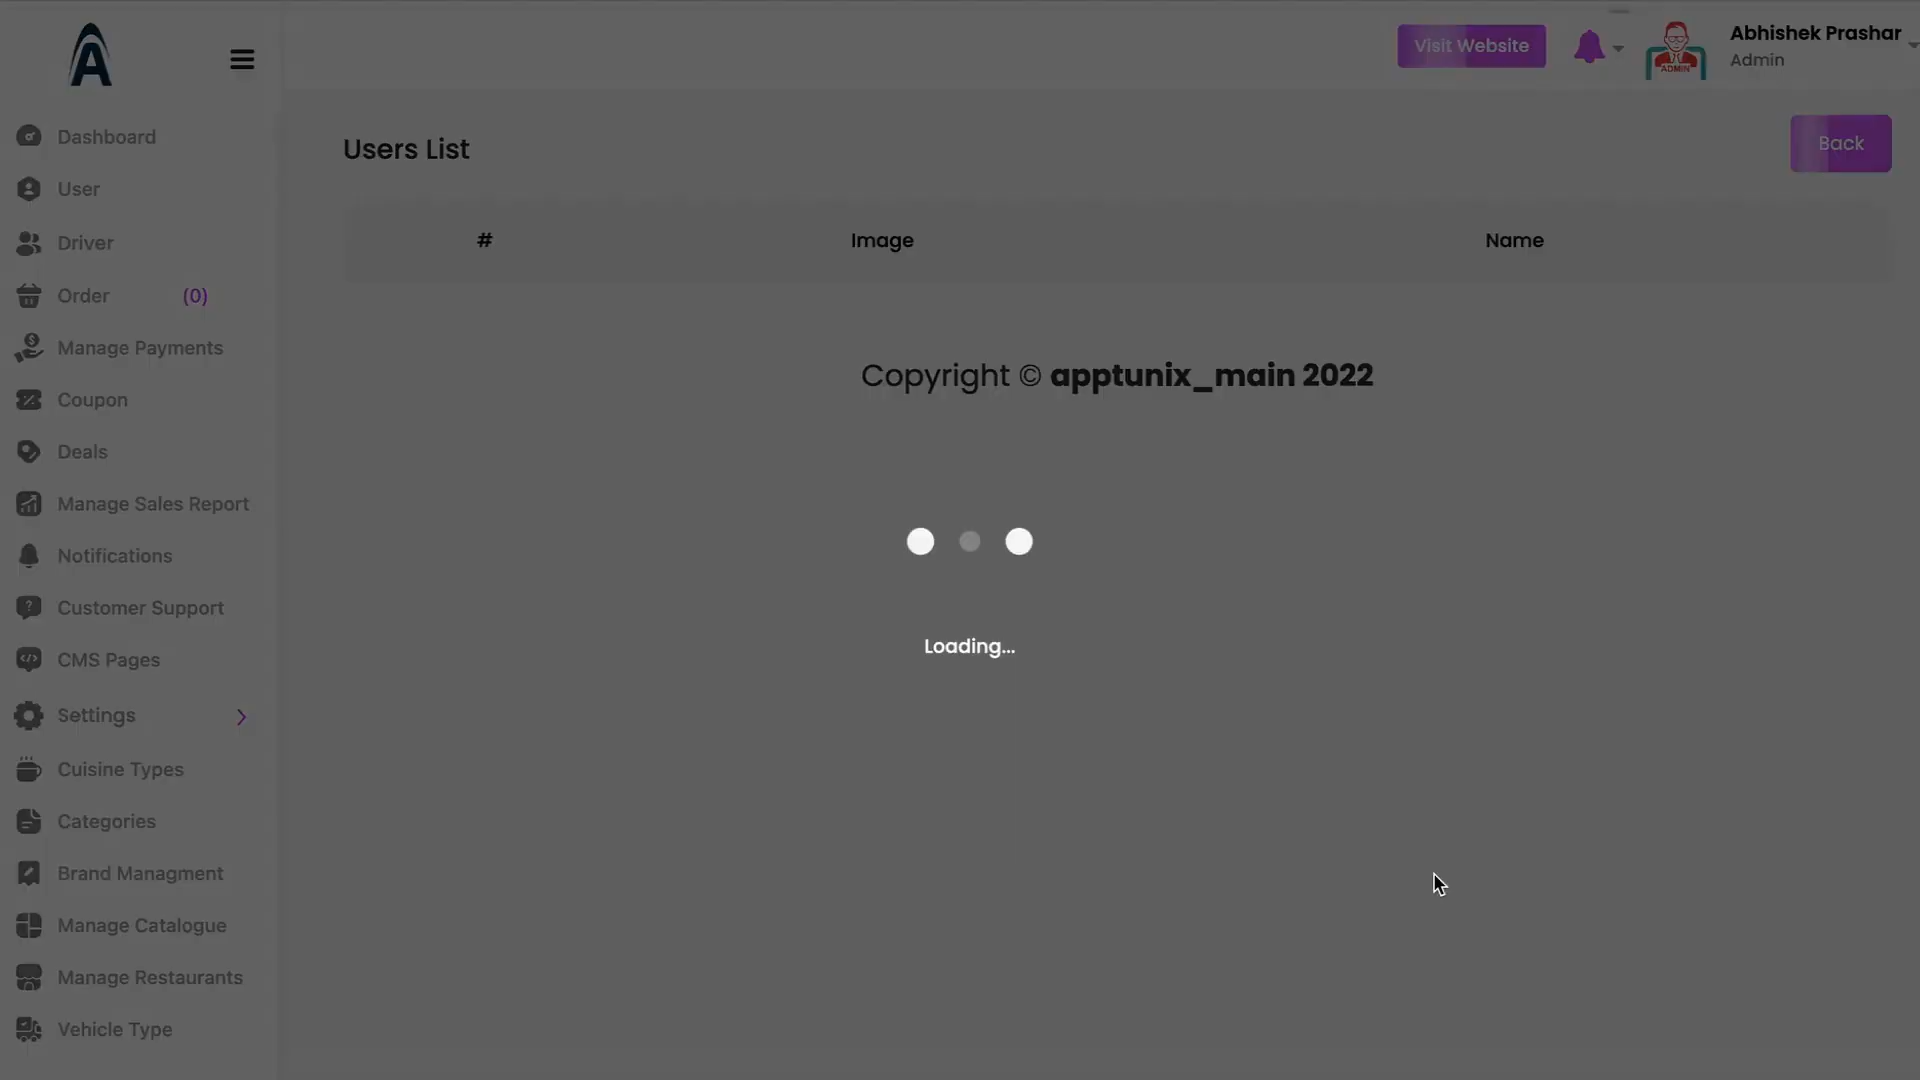 Visit Website
ADMIN
Abhishek Prashar
Admin
Dashboard
User
Driver
Order (0)
Manage Payments
Coupon
Deals
Manage Sales Report
Notifications
Customer Support
CMS Pages
Settings
Cuisine Types
Categories
Brand Managment
Manage Catalogue
Manage Restaurants
Vehicle Type
Users List
Back
# Image Name
Copyright © apptunix_main 2022
Loading...